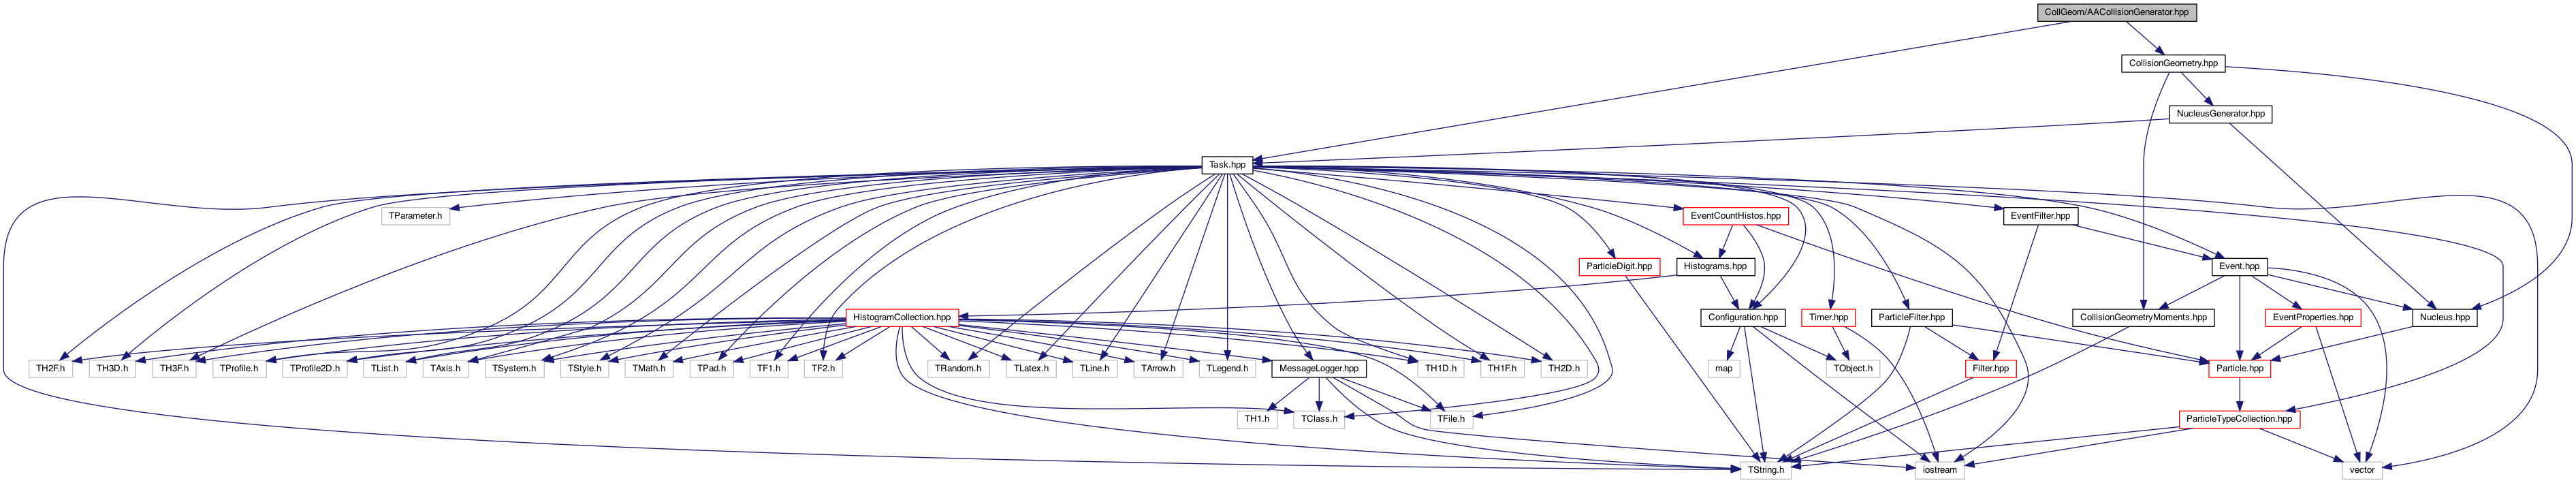 CollGeom/AACollisionGenerator.hpp
CollisionGeometry.hpp
NucleusGenerator.hpp
Task.hpp
TParameter.h
EventCountHistos.hpp
EventFilter.hpp
ParticleDigit.hpp
Histograms.hpp
Event.hpp
HistogramCollection.hpp
Configuration.hpp
Timer.hpp
ParticleFilter.hpp
CollisionGeometryMoments.hpp
EventProperties.hpp
Nucleus.hpp
TH2F.h
TH3D.h
TH3F.h
TProfile.h
TProfile2D.h
TList.h
TAxis.h
TSystem.h
TStyle.h
TMath.h
TPad.h
TF1.h
TF2.h
TRandom.h
TLatex.h
TLine.h
TArrow.h
TLegend.h
MessageLogger.hpp
TH1D.h
TH1F.h
TH2D.h
map
TObject.h
Filter.hpp
Particle.hpp
TH1.h
TClass.h
TFile.h
ParticleTypeCollection.hpp
TString.h
iostream
vector